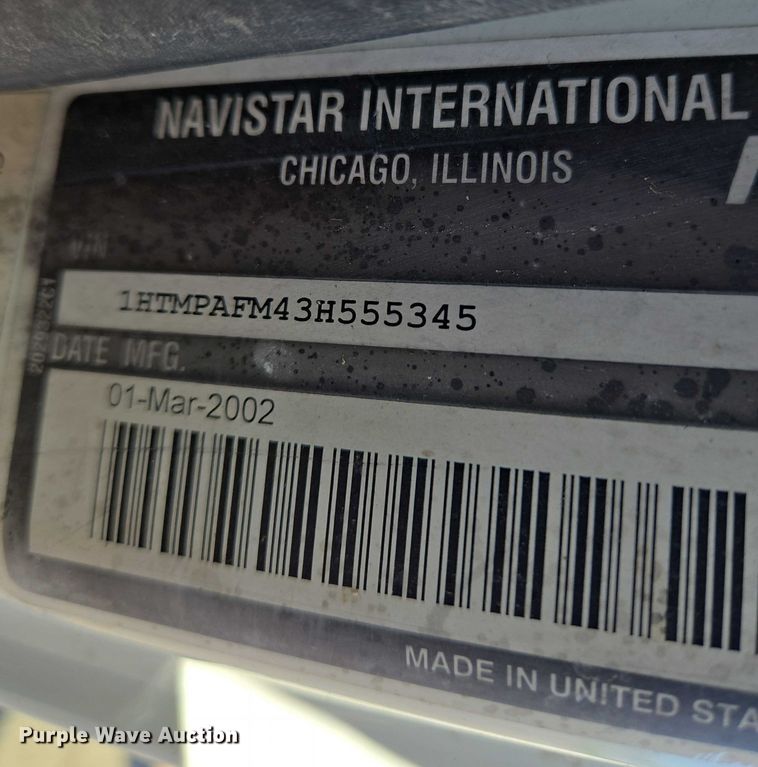 NAVISTAR INTERNATIONAL
CHICAGO, ILLINOIS
VIN
1HTMPAFM43H555345
DATE MFG.
01-Mar-2002
MADE IN UNITED STA
Purple Wave Auction